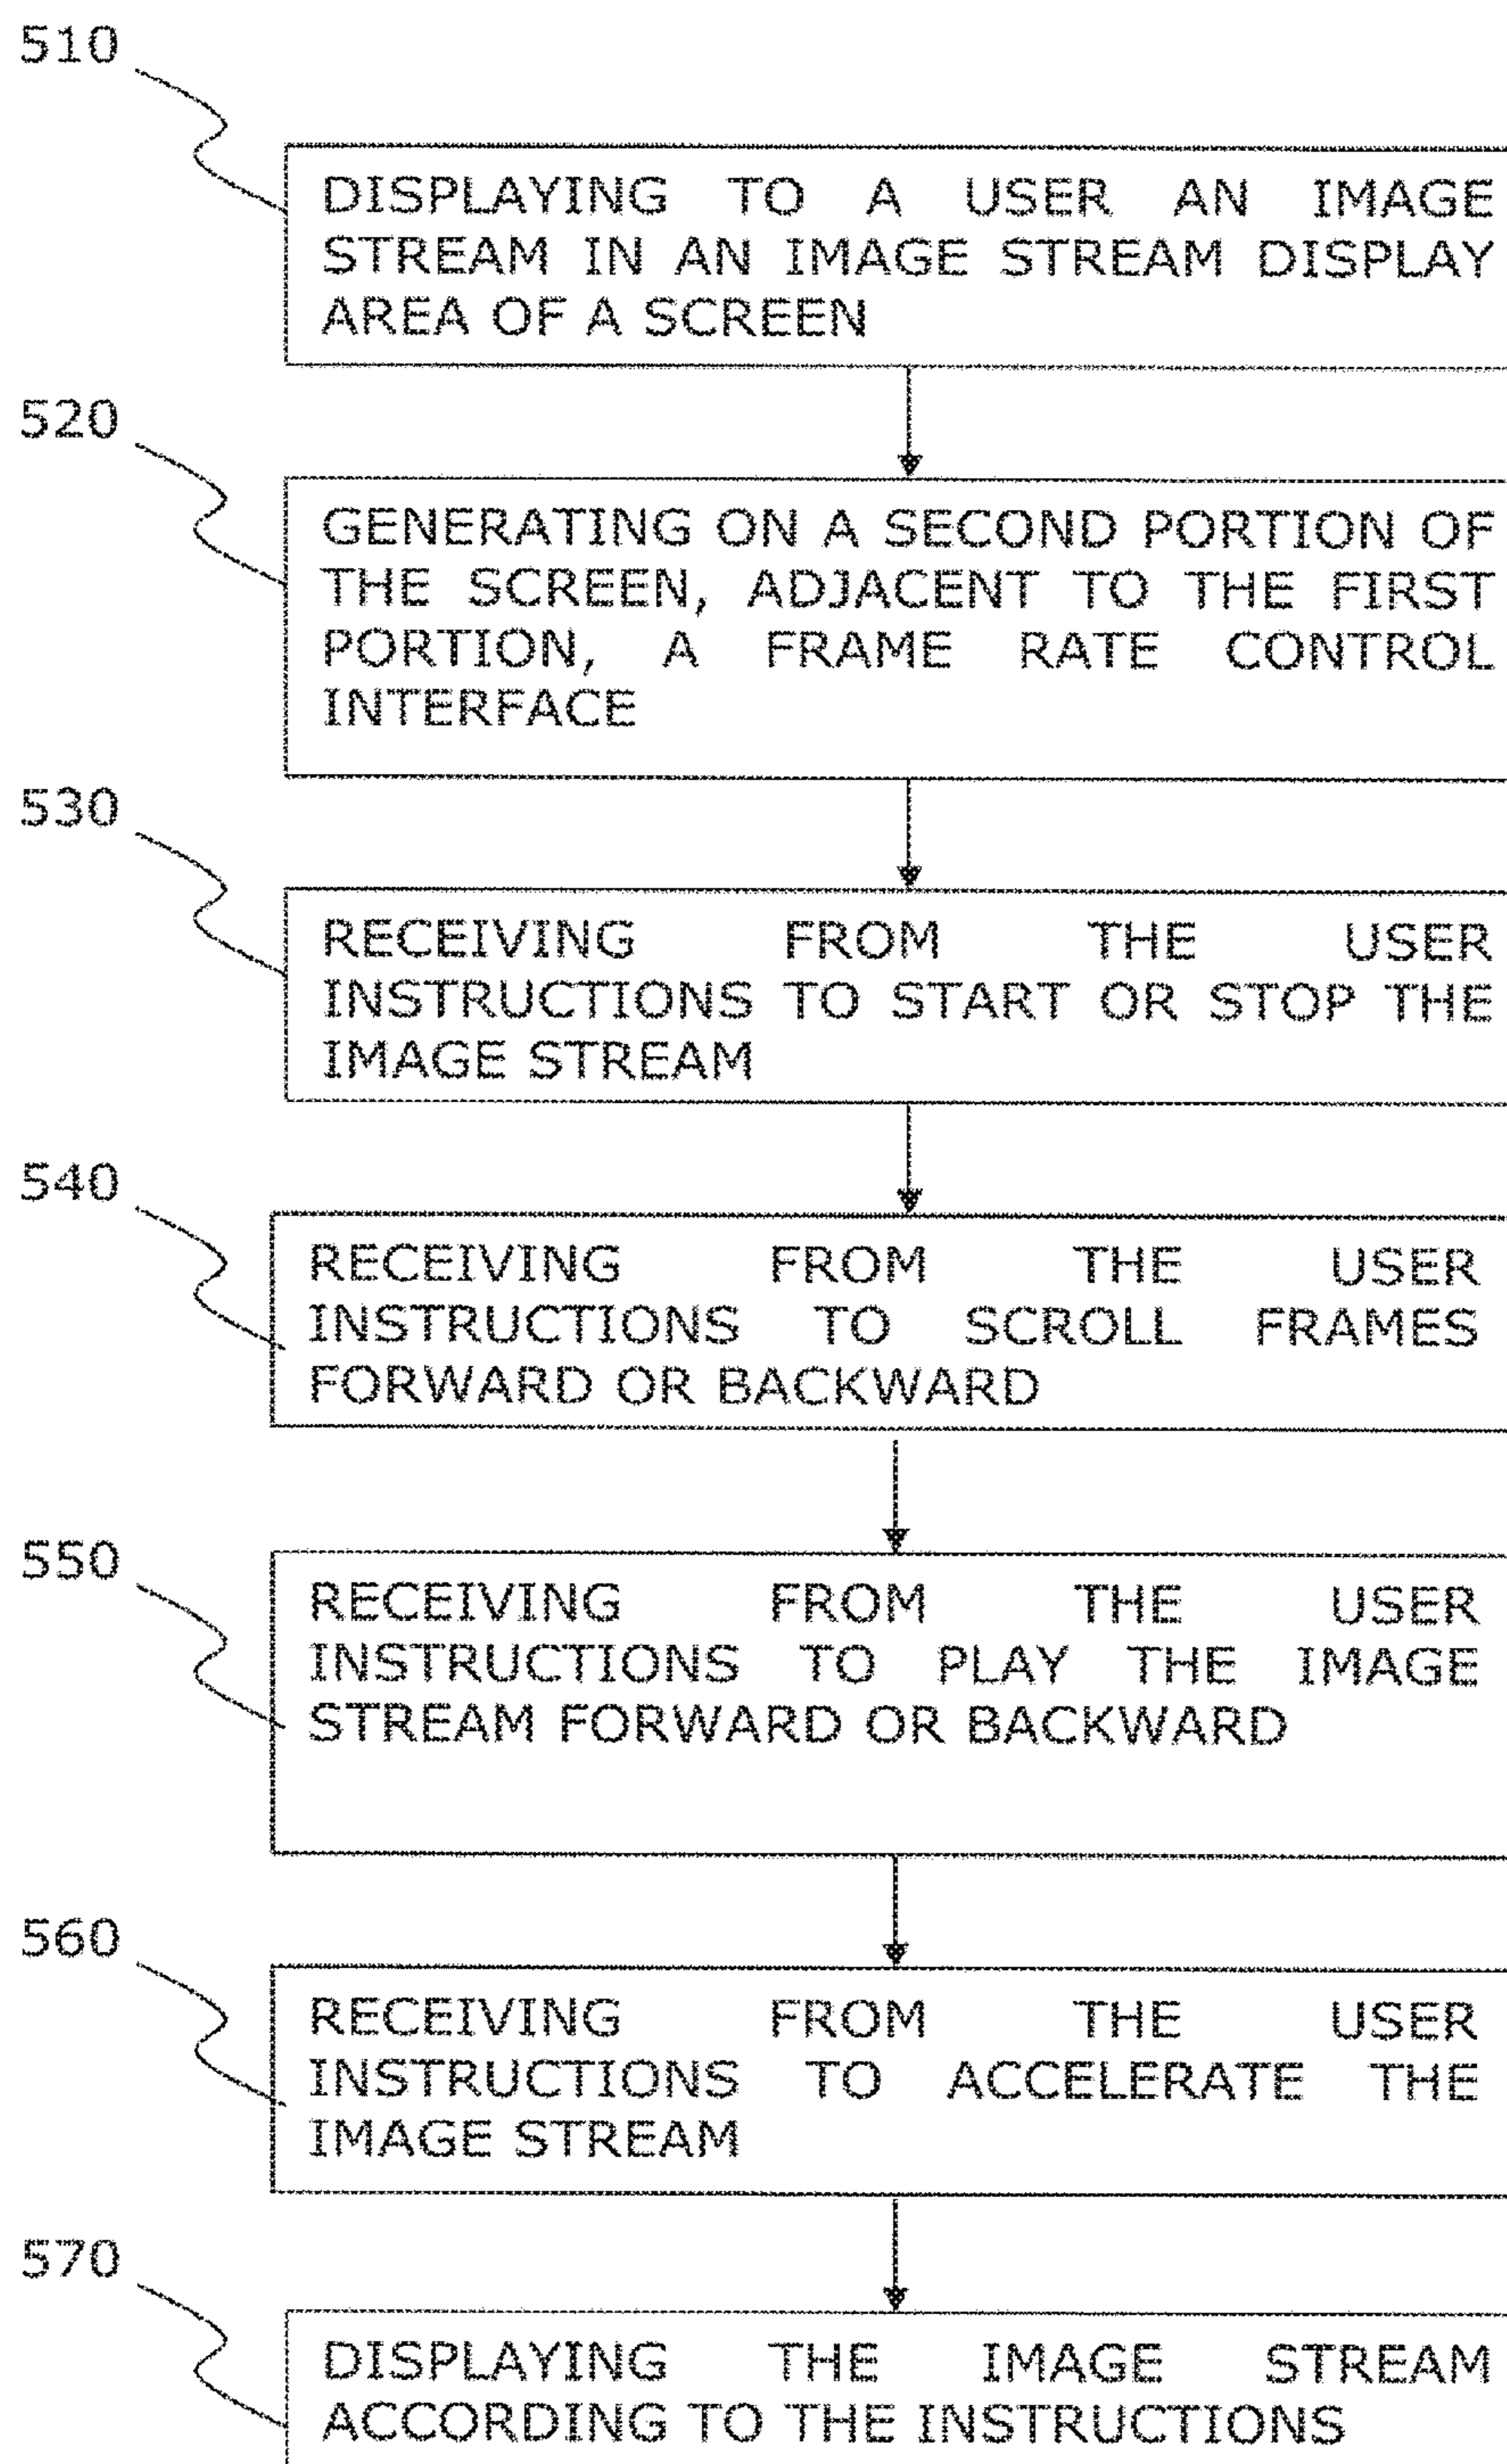 510
DISPLAYING TO A USER AN IMAGE
STREAM IN AN IMAGE STREAM DISPLAY
AREA OF A SCREEN
520
GENERATING ON A SECOND PORTION OF
THE SCREEN, ADJACENT TO THE FIRST
PORTION, A FRAME RATE CONTROL
INTERFACE
530
RECEIVING FROM THE USER
INSTRUCTIONS TO START OR STOP THE
IMAGE STREAM
540
RECEIVING FROM THE USER
INSTRUCTIONS TO SCROLL FRAMES
FORWARD OR BACKWARD
550
RECEIVING FROM THE USER
INSTRUCTIONS TO PLAY THE IMAGE
STREAM FORWARD OR BACKWARD
560
RECEIVING FROM THE USER
INSTRUCTIONS TO ACCELERATE THE
IMAGE STREAM
570
DISPLAYING THE IMAGE STREAM
ACCORDING TO THE INSTRUCTIONS